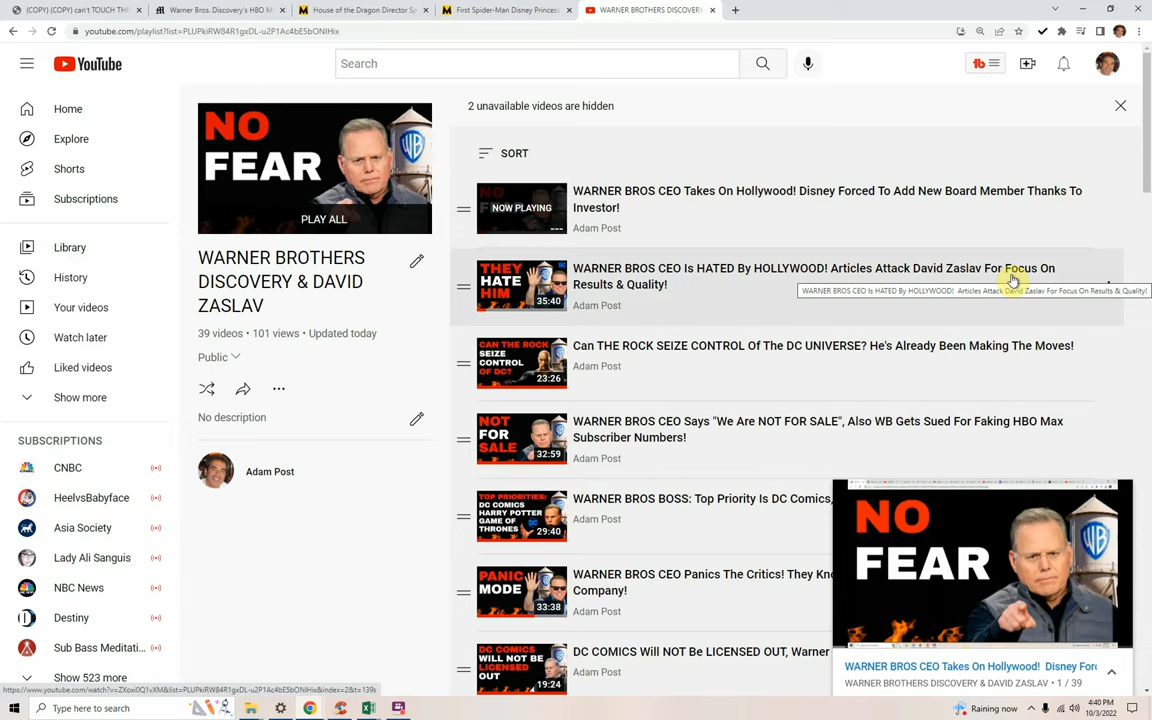 (COPY) (COPY) can't TOUCH THI
Warner Bros. Discovery's HBO M
House of the Dragon Director Sp
First Spider-Man Disney Princess
WARNER BROTHERS DISCOVERY
youtube.com/playlist?list=PLUPkiRW84R1gxDL-u2P1Ac4bE5bONlHix
YouTube
Search
tb
Home
Explore
Shorts
Subscriptions
Library
History
Your videos
Watch later
Liked videos
Show more
SUBSCRIPTIONS
CNBC
HeelvsBabyface
Asia Society
Lady Ali Sanguis
NBC News
Destiny
Sub Bass Meditati...
Show 523 more
NO
FEAR
WB
PLAY ALL
WARNER BROTHERS
DISCOVERY & DAVID
ZASLAV
39 videos • 101 views • Updated today
Public
No description
Adam Post
2 unavailable videos are hidden
SORT
NOW PLAYING
WARNER BROS CEO Takes On Hollywood! Disney Forced To Add New Board Member Thanks To
Investor!
Adam Post
THEY
HATE
HIM
35:40
WARNER BROS CEO Is HATED By HOLLYWOOD! Articles Attack David Zaslav For Focus On
Results & Quality!
Adam Post
WARNER BROS CEO Is HATED By HOLLYWOOD! Articles Attack David Zaslav For Focus On Results & Quality!
CAN THE ROCK
SEIZE
CONTROL
OF DC?
23:26
Can THE ROCK SEIZE CONTROL Of The DC UNIVERSE? He's Already Been Making The Moves!
Adam Post
NOT
FOR
SALE
32:59
WARNER BROS CEO Says "We Are NOT FOR SALE", Also WB Gets Sued For Faking HBO Max
Subscriber Numbers!
Adam Post
TOP PRIORITIES:
DC COMICS
HARRY POTTER
GAME OF
THRONES
29:40
WARNER BROS BOSS: Top Priority Is DC Comics,
Adam Post
PANIC
MODE
33:38
WARNER BROS CEO Panics The Critics! They Kno
Company!
Adam Post
DC COMICS
WILL NOT BE
LICENSED
OUT
19:24
DC COMICS Will NOT Be LICENSED OUT, Warner
Adam Post
NO
FEAR
WB
WARNER BROS CEO Takes On Hollywood! Disney Forc
WARNER BROTHERS DISCOVERY & DAVID ZASLAV • 1 / 39
https://www.youtube.com/watch?v=ZXoxi0Q1vXM&list=PLUPkiRW84R1gxDL-u2P1Ac4bE5bONlHix&index=2&t=139s
Type here to search
Raining now
4:40 PM
10/3/2022